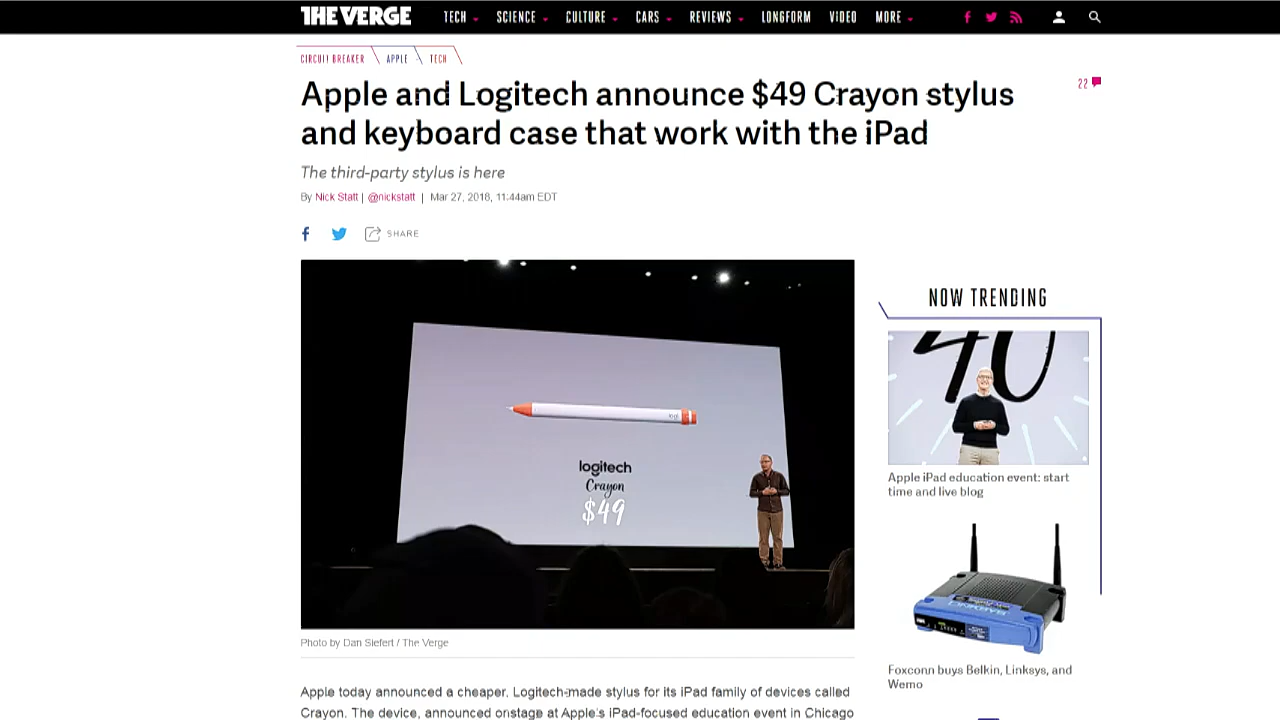 THE VERGE
TECH SCIENCE CULTURE CARS REVIEWS LONGFORM VIDEO MORE
CIRCUIT BREAKER APPLE TECH
Apple and Logitech announce $49 Crayon stylus
and keyboard case that work with the iPad
22
The third-party stylus is here
By Nick Statt | @nickstatt | Mar 27, 2018, 11:44am EDT
SHARE
logi
logitech
Crayon
$49
Photo by Dan Siefert / The Verge
Apple today announced a cheaper, Logitech-made stylus for its iPad family of devices called
Crayon. The device, announced onstage at Apple's iPad-focused education event in Chicago
NOW TRENDING
40
Apple iPad education event: start
time and live blog
LINKSYS
Foxconn buys Belkin, Linksys, and
Wemo